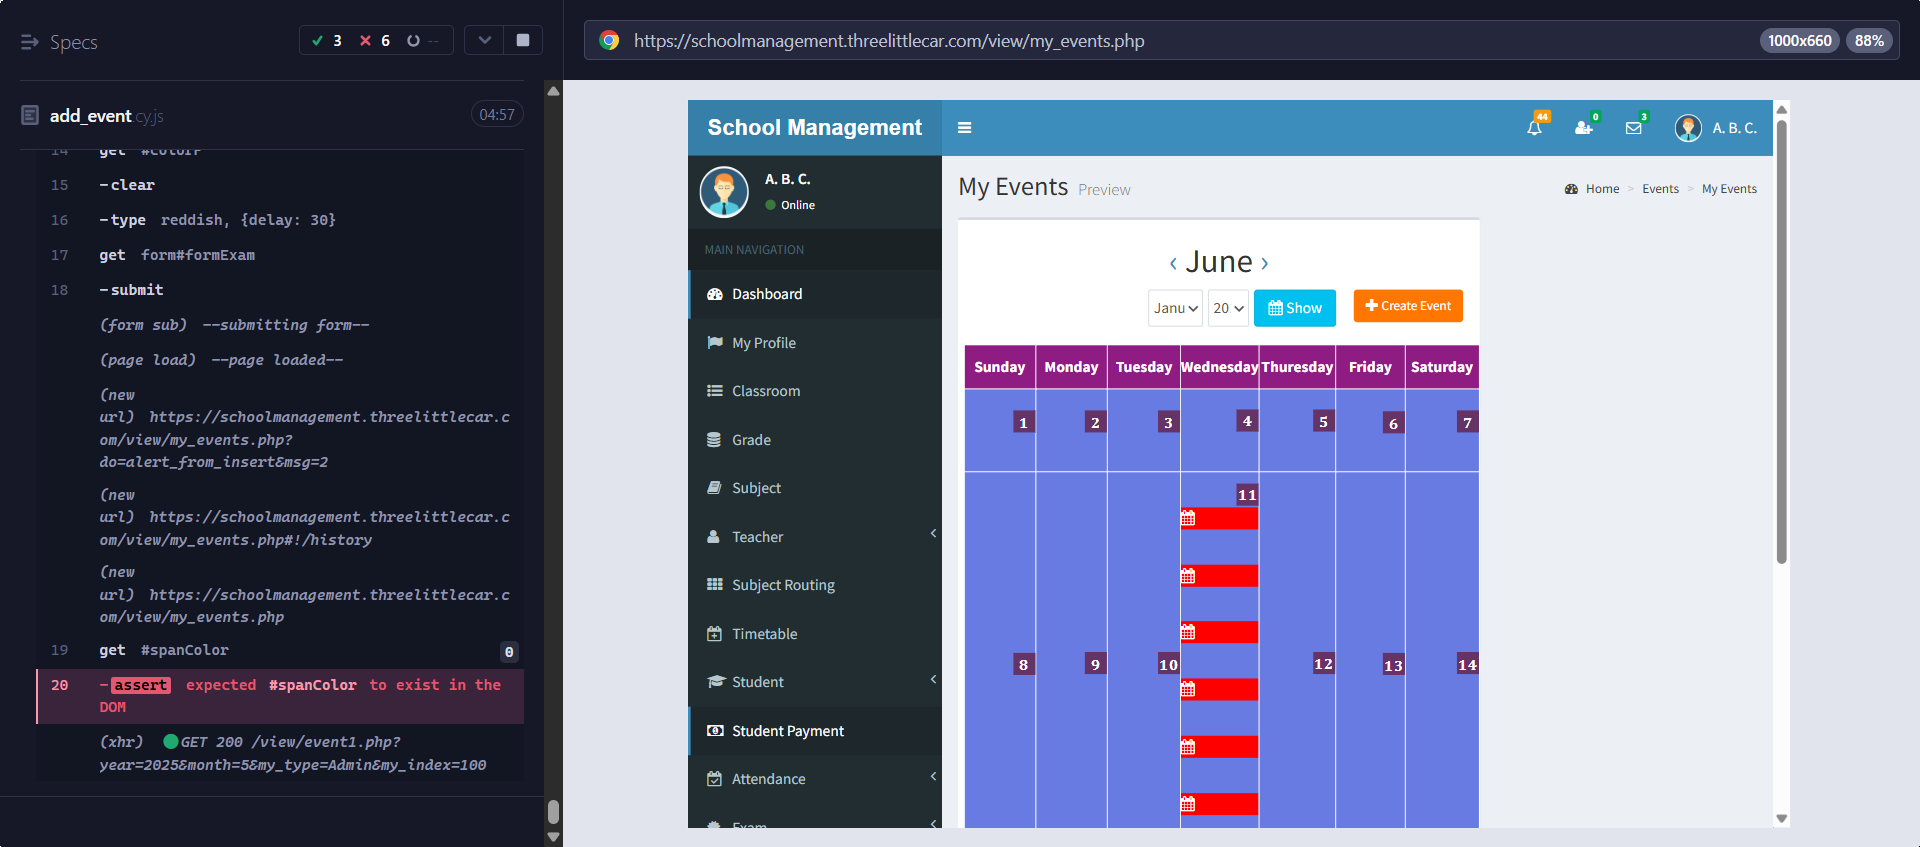 Specs
3 6 --
https://schoolmanagement.threelittlecar.com/view/my_events.php
1000x660 88%
add_event.cy.js
04:57
14 get #colorP
15 -clear
16 -type reddish, {delay: 30}
17 get form#formExam
18 -submit
(form sub) --submitting form--
(page load) --page loaded--
(new
url) https://schoolmanagement.threelittlecar.c
om/view/my_events.php?
do=alert_from_insert&msg=2
(new
url) https://schoolmanagement.threelittlecar.c
om/view/my_events.php#!/history
(new
url) https://schoolmanagement.threelittlecar.c
om/view/my_events.php
19 get #spanColor 0
20 -assert expected #spanColor to exist in the
DOM
(xhr) GET 200 /view/event1.php?
year=2025&month=5&my_type=Admin&my_index=100
School Management
44
0
3
A. B. C.
A. B. C.
Online
MAIN NAVIGATION
Dashboard
My Profile
Classroom
Grade
Subject
Teacher
Subject Routing
Timetable
Student
Student Payment
Attendance
Exam
My Events Preview
Home > Events > My Events
‹ June ›
Janu 20 Show Create Event
Sunday Monday Tuesday Wednesday Thuresday Friday Saturday
1 2 3 4 5 6 7
8 9 10 11 12 13 14